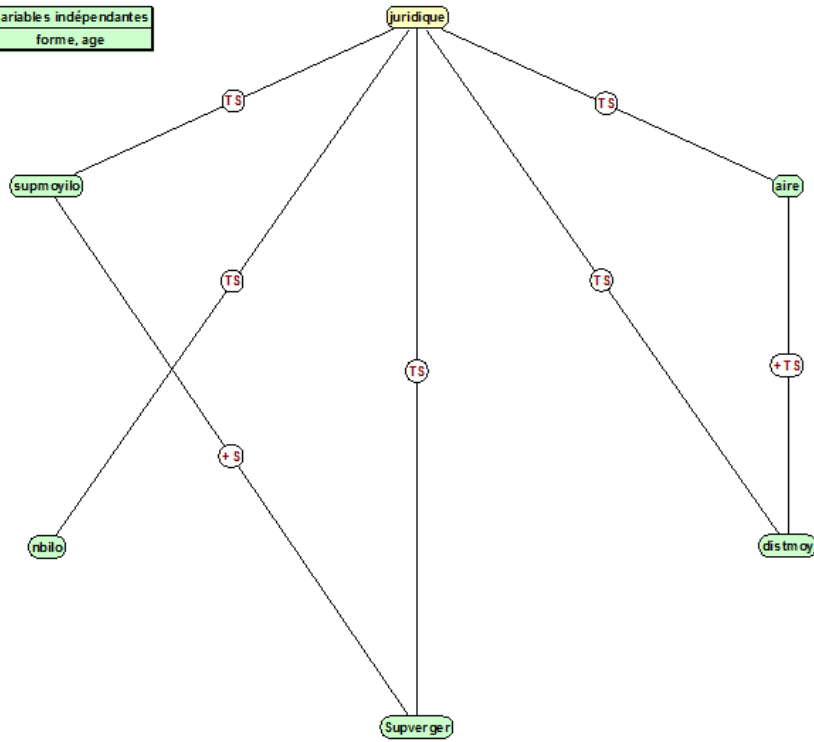 ariables indépendantes
forme, age
juridique
TS
TS
supmoyilo
aire
TS
TS
TS
+ TS
+ S
nbilo
distmoy
Supverger